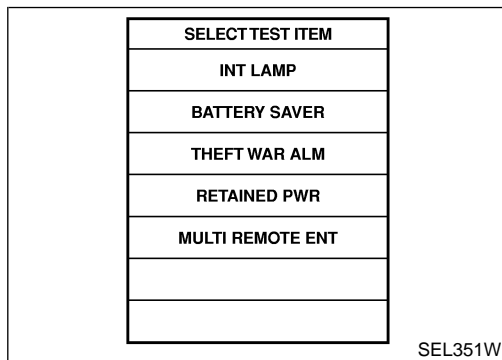 SELECT TEST ITEM
INT LAMP
BATTERY SAVER
THEFT WAR ALM
RETAINED PWR
MULTI REMOTE ENT
SEL351W